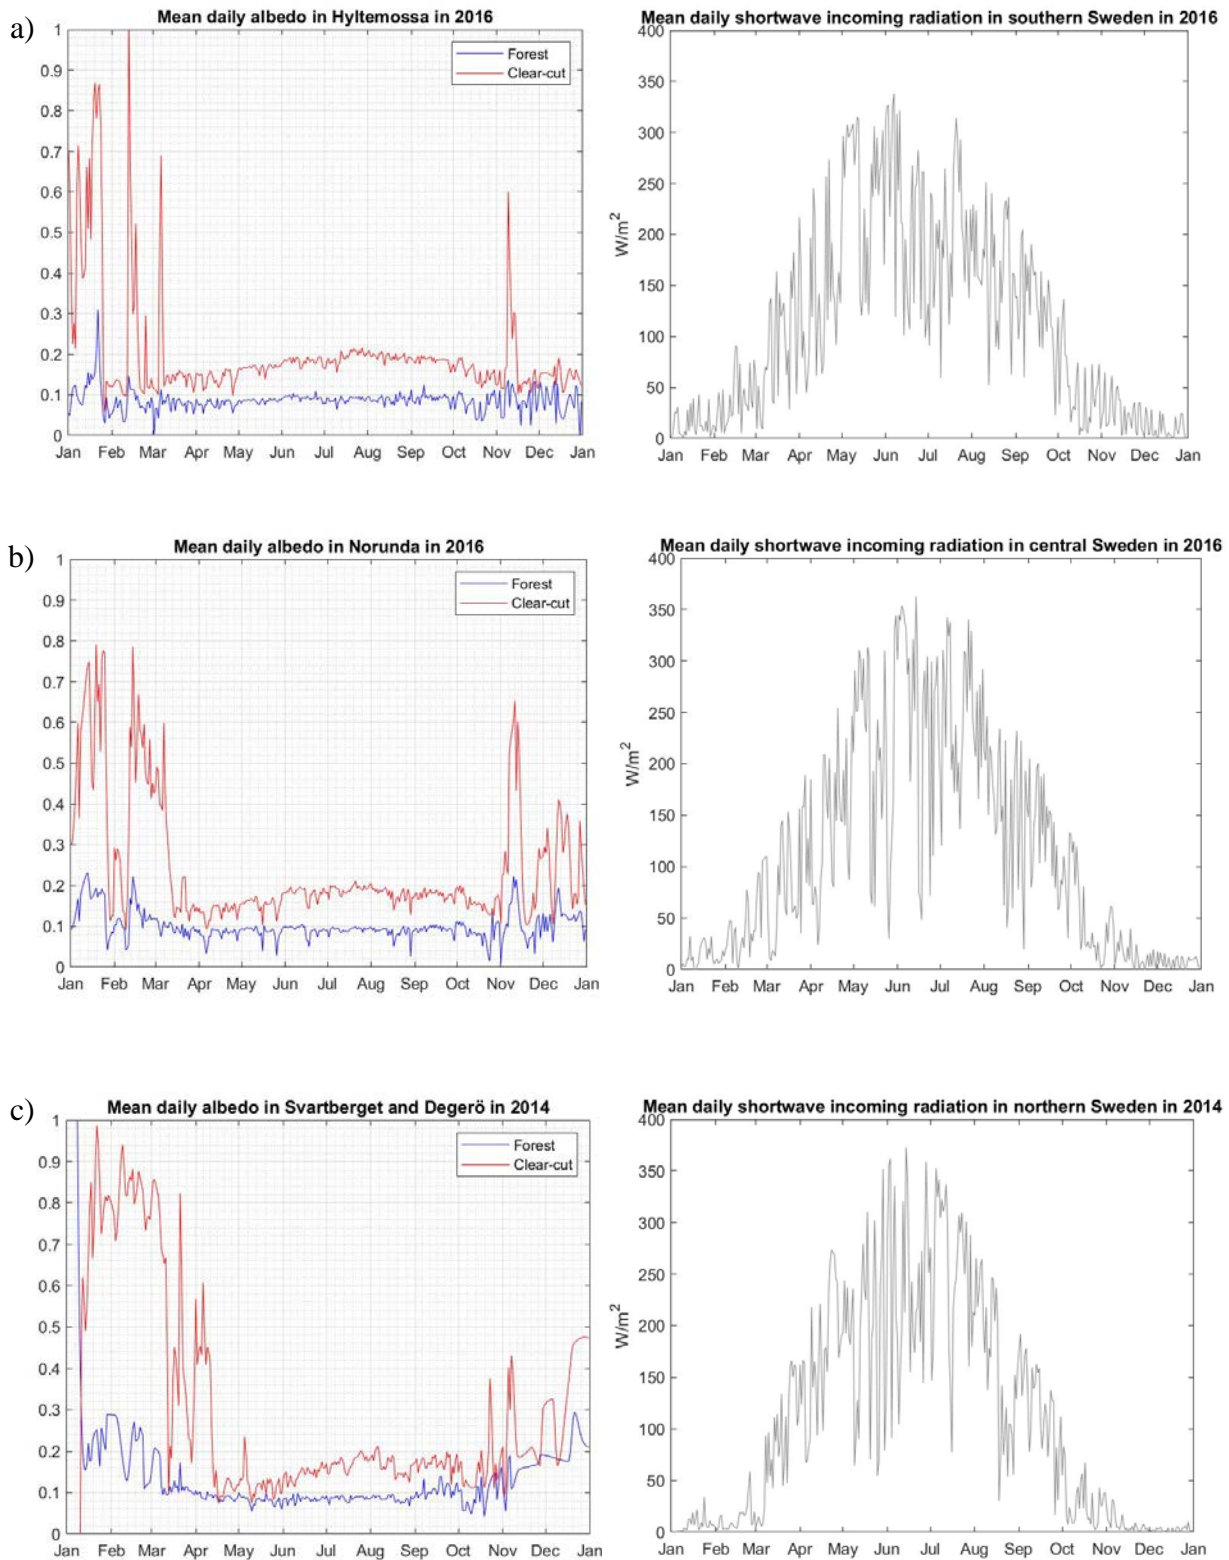 a)
Mean daily albedo in Hyltemossa in 2016
1
0.9
0.8
0.7
0.6
0.5
0.4
0.3
0.2
0.1
0
Jan Feb Mar Apr May Jun Jul Aug Sep Oct Nov Dec Jan
Forest
Clear-cut
Mean daily shortwave incoming radiation in southern Sweden in 2016
400
350
300
250
200
150
100
50
0
W/m²
Jan Feb Mar Apr May Jun Jul Aug Sep Oct Nov Dec Jan
b)
Mean daily albedo in Norunda in 2016
1
0.9
0.8
0.7
0.6
0.5
0.4
0.3
0.2
0.1
0
Jan Feb Mar Apr May Jun Jul Aug Sep Oct Nov Dec Jan
Forest
Clear-cut
Mean daily shortwave incoming radiation in central Sweden in 2016
400
350
300
250
200
150
100
50
0
W/m²
Jan Feb Mar Apr May Jun Jul Aug Sep Oct Nov Dec Jan
c)
Mean daily albedo in Svartberget and Degerö in 2014
1
0.9
0.8
0.7
0.6
0.5
0.4
0.3
0.2
0.1
0
Jan Feb Mar Apr May Jun Jul Aug Sep Oct Nov Dec Jan
Forest
Clear-cut
Mean daily shortwave incoming radiation in northern Sweden in 2014
400
350
300
250
200
150
100
50
0
W/m²
Jan Feb Mar Apr May Jun Jul Aug Sep Oct Nov Dec Jan